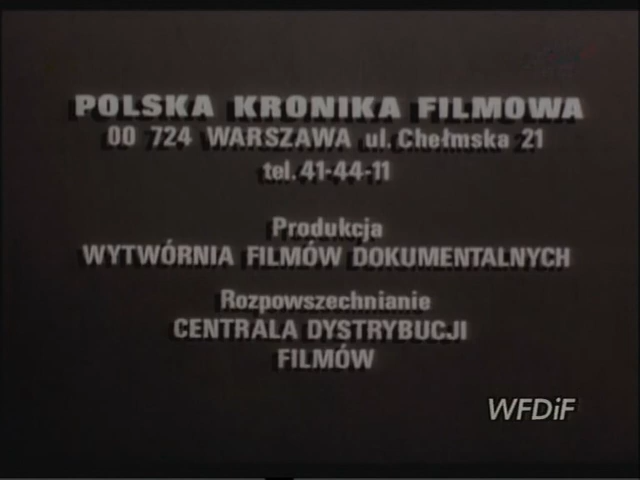 POLSKA KRONIKA FILMOWA
00 724 WARSZAWA ul. Chełmska 21
tel. 41-44-11
Produkcja
WYTWÓRNIA FILMÓW DOKUMENTALNYCH
Rozpowszechnianie
CENTRALA DYSTRYBUCJI
FILMÓW
WFDiF